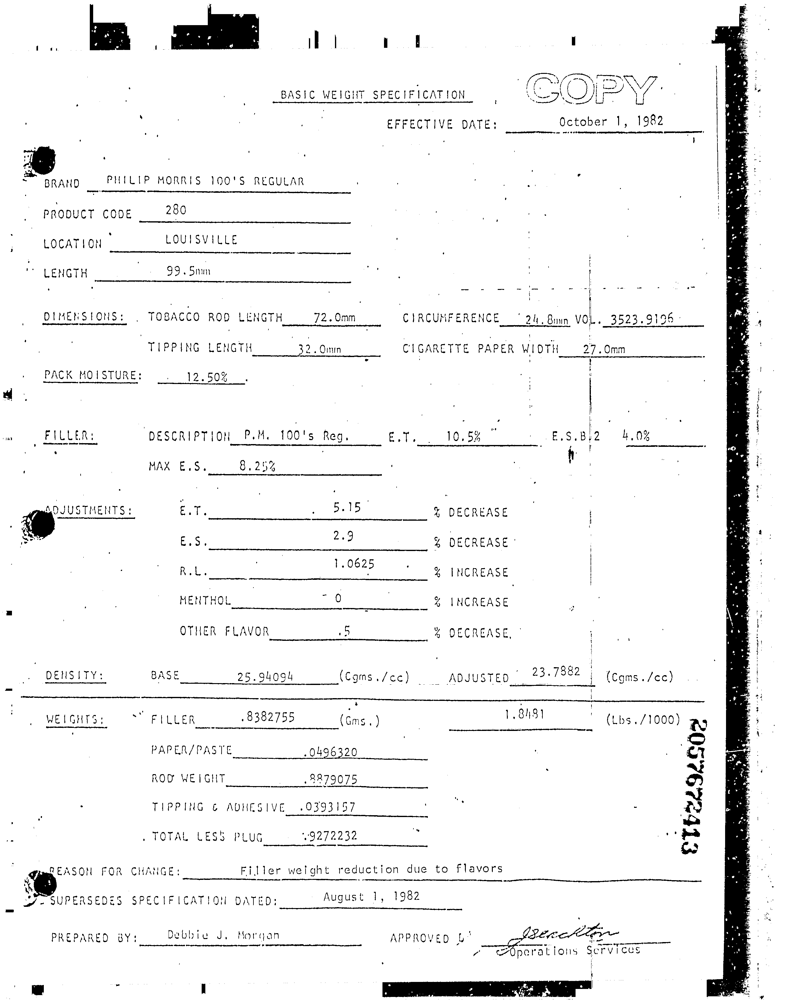 COPY
BASIC WEIGHT SPECIFICATION
EFFECTIVE DATE: October 1, 1982
BRAND PHILIP MORRIS 100'S REGULAR
PRODUCT CODE 280
LOCATION LOUISVILLE
LENGTH 99.5mm
DIMENSIONS: TOBACCO ROD LENGTH 72.0mm CIRCUMFERENCE 24.8mm VOL. 3523.9196
TIPPING LENGTH 32.0mm CIGARETTE PAPER WIDTH 27.0mm
PACK MOISTURE: 12.50%
FILLER: DESCRIPTION P.M. 100's Reg. E.T. 10.5% E.S.B.2 4.0%
MAX E.S. 8.25%
ADJUSTMENTS: E.T. 5.15 % DECREASE
E.S. 2.9 % DECREASE
R.L. 1.0625 % INCREASE
MENTHOL 0 % INCREASE
OTHER FLAVOR .5 % DECREASE
DENSITY: BASE 25.94094 (Cgms./cc) ADJUSTED 23.7882 (Cgms./cc)
WEIGHTS: FILLER .8382755 (Gms.) 1.8481 (Lbs./1000)
PAPER/PASTE .0496320
ROD WEIGHT .8879075
TIPPING & ADHESIVE .0393157
TOTAL LESS PLUG .9272232
2057672413
REASON FOR CHANGE: Filler weight reduction due to flavors
SUPERSEDES SPECIFICATION DATED: August 1, 1982
PREPARED BY: Debbie J. Morgan APPROVED
Operations Services